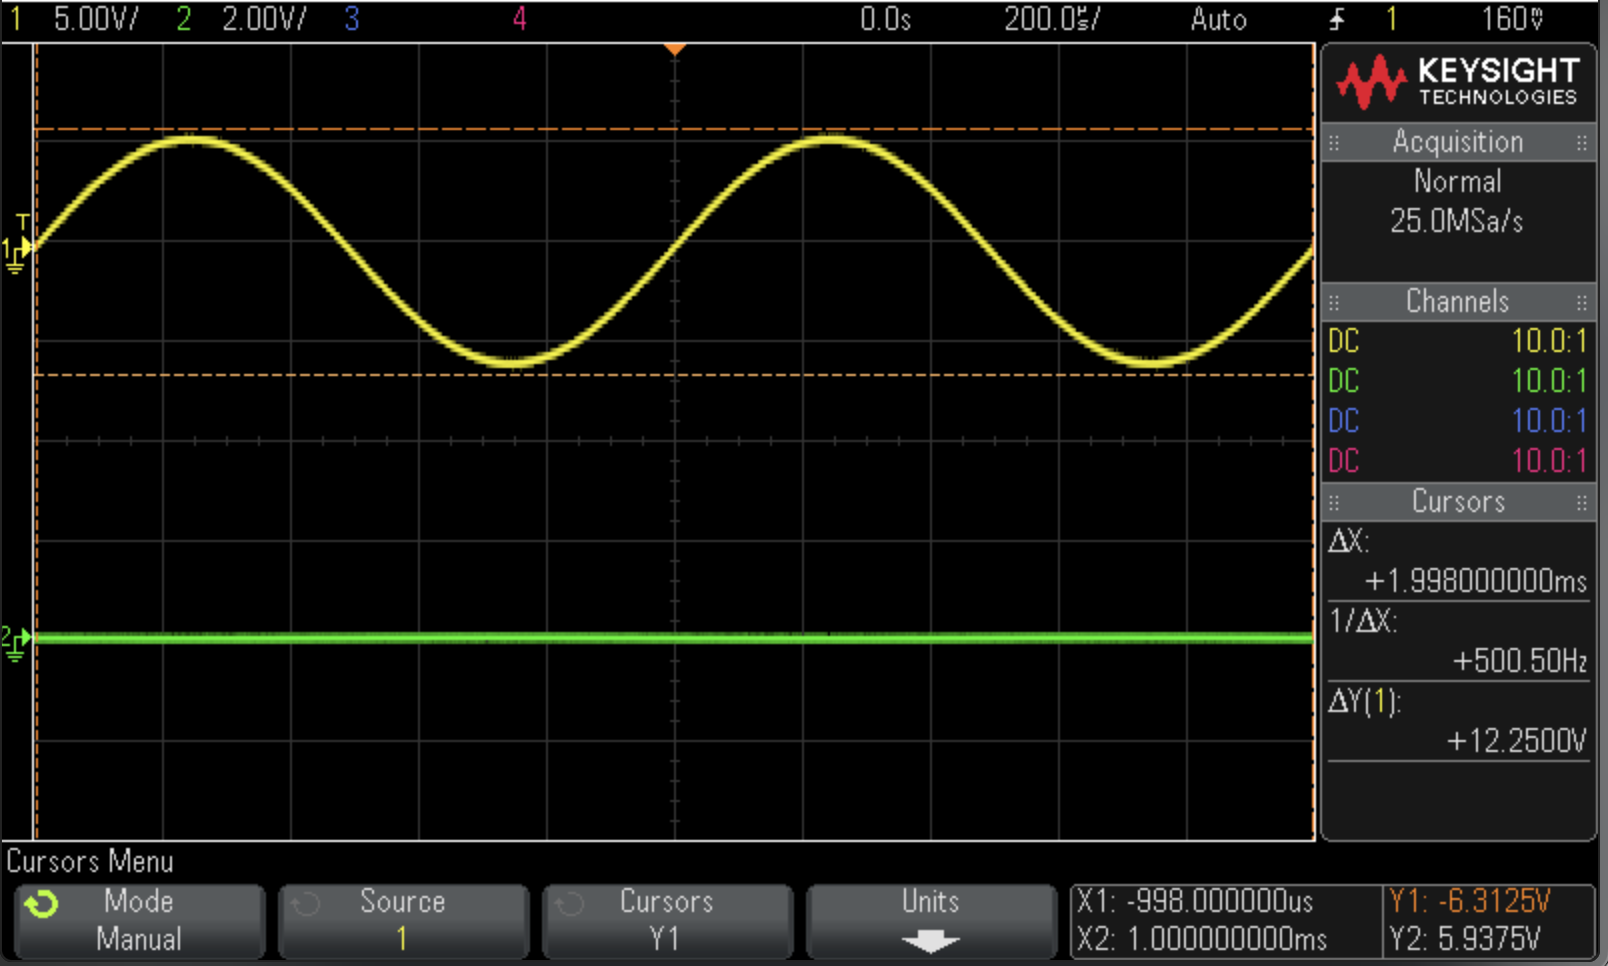 1 5.00V/ 2 2.00V/ 3 4 0.0s 200.0µs/ Auto 1 160mV
KEYSIGHT
TECHNOLOGIES
Acquisition
Normal
25.0MSa/s
Channels
DC 10.0:1
DC 10.0:1
DC 10.0:1
DC 10.0:1
Cursors
ΔX:
+1.998000000ms
1/ΔX:
+500.50Hz
ΔY(1):
+12.2500V
T
1
2
Cursors Menu
Mode
Manual
Source
1
Cursors
Y1
Units
X1: -998.000000us
X2: 1.000000000ms
Y1: -6.3125V
Y2: 5.9375V